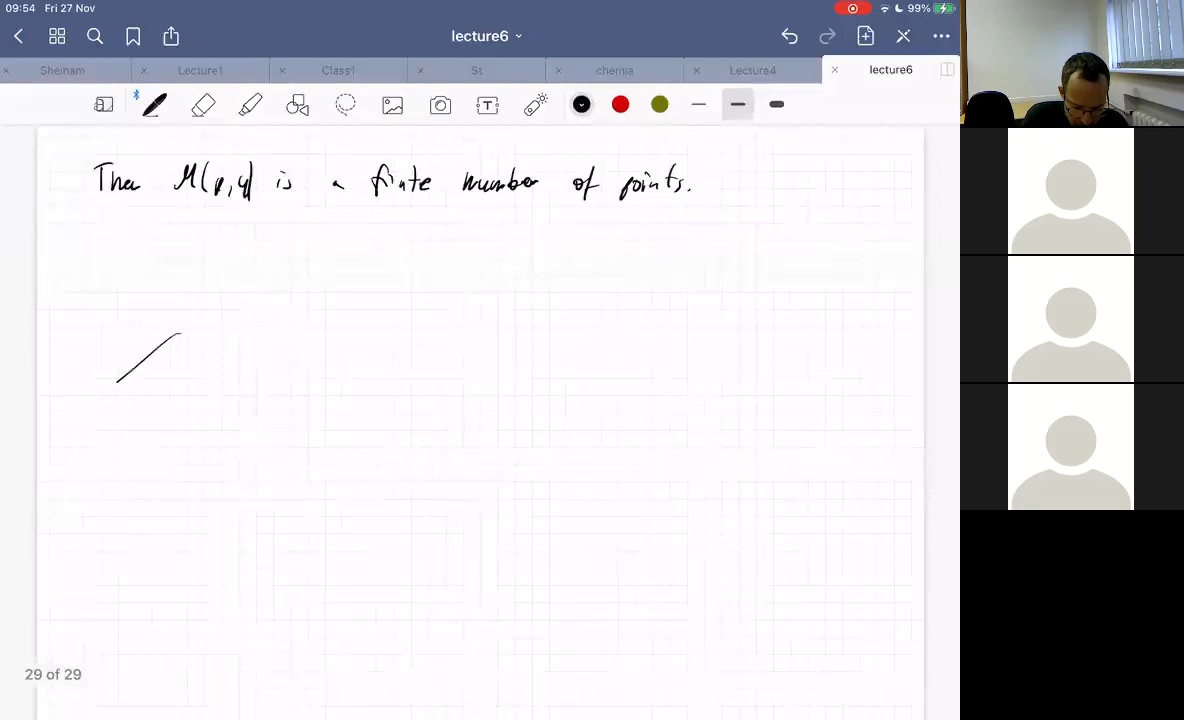 09:54 Fri 27 Nov
99%
lecture6
Sheinam
Lecture1
Class1
St
chernia
Lecture4
lecture6
Then M(p,q) is a finite number of points.
29 of 29